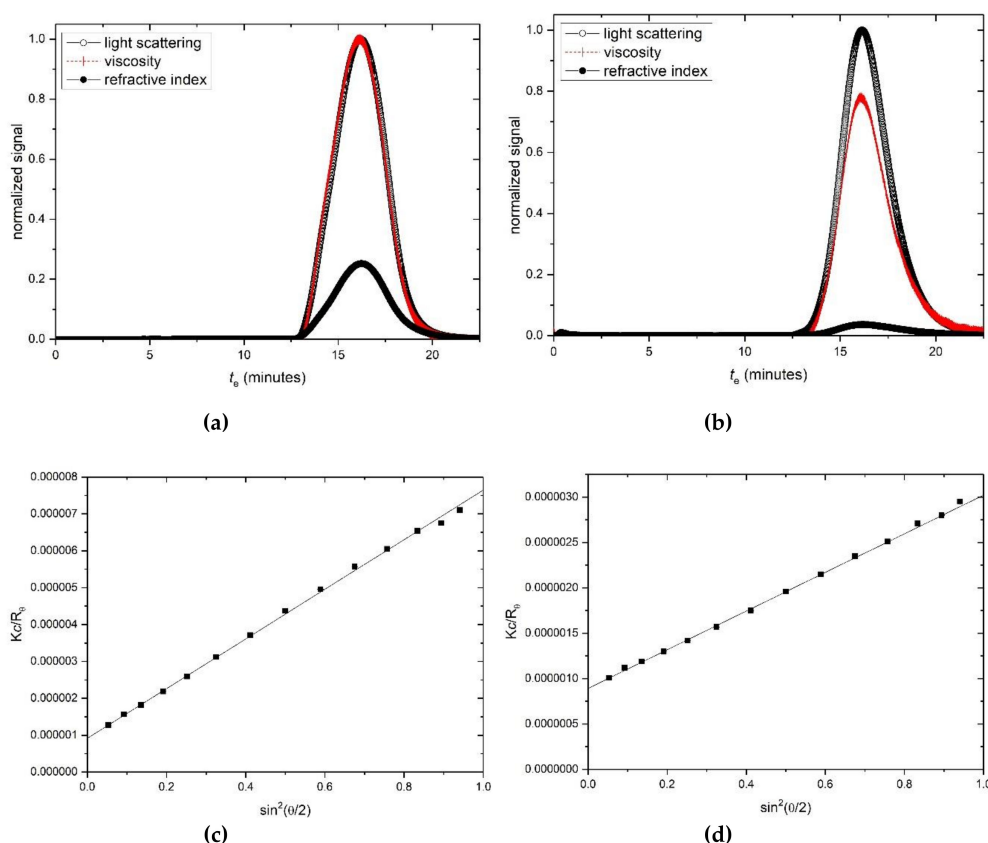 light scattering
viscosity
refractive index
1.0
0.8
0.6
0.4
0.2
0.0
normalized signal
0
5
10
15
20
te (minutes)
(a)
light scattering
viscosity
refractive index
1.0
0.8
0.6
0.4
0.2
0.0
normalized signal
0
5
10
15
20
te (minutes)
(b)
0.000008
0.000007
0.000006
0.000005
0.000004
0.000003
0.000002
0.000001
0.000000
Kc/Rθ
0.0
0.2
0.4
0.6
0.8
1.0
sin²(θ/2)
(c)
0.0000030
0.0000025
0.0000020
0.0000015
0.0000010
0.0000005
0.0000000
Kc/Rθ
0.0
0.2
0.4
0.6
0.8
1.0
sin²(θ/2)
(d)